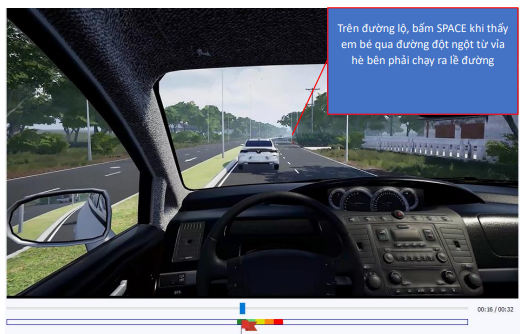 Trên đường lộ, bấm SPACE khi thấy
em bé qua đường đột ngột từ vỉa
hè bên phải chạy ra lề đường
00:16 / 00:32